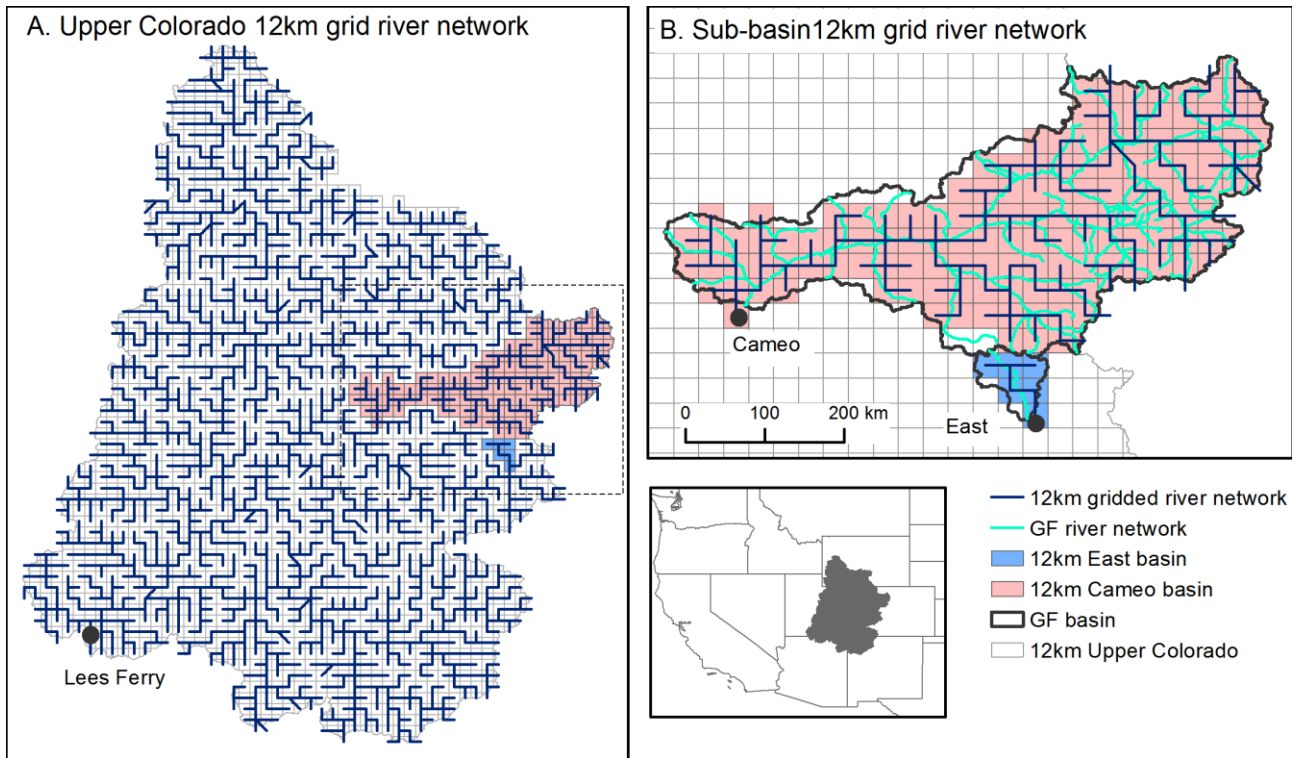 A. Upper Colorado 12km grid river network
Lees Ferry
B. Sub-basin12km grid river network
Cameo
East
0 100 200 km
12km gridded river network
GF river network
12km East basin
12km Cameo basin
GF basin
12km Upper Colorado